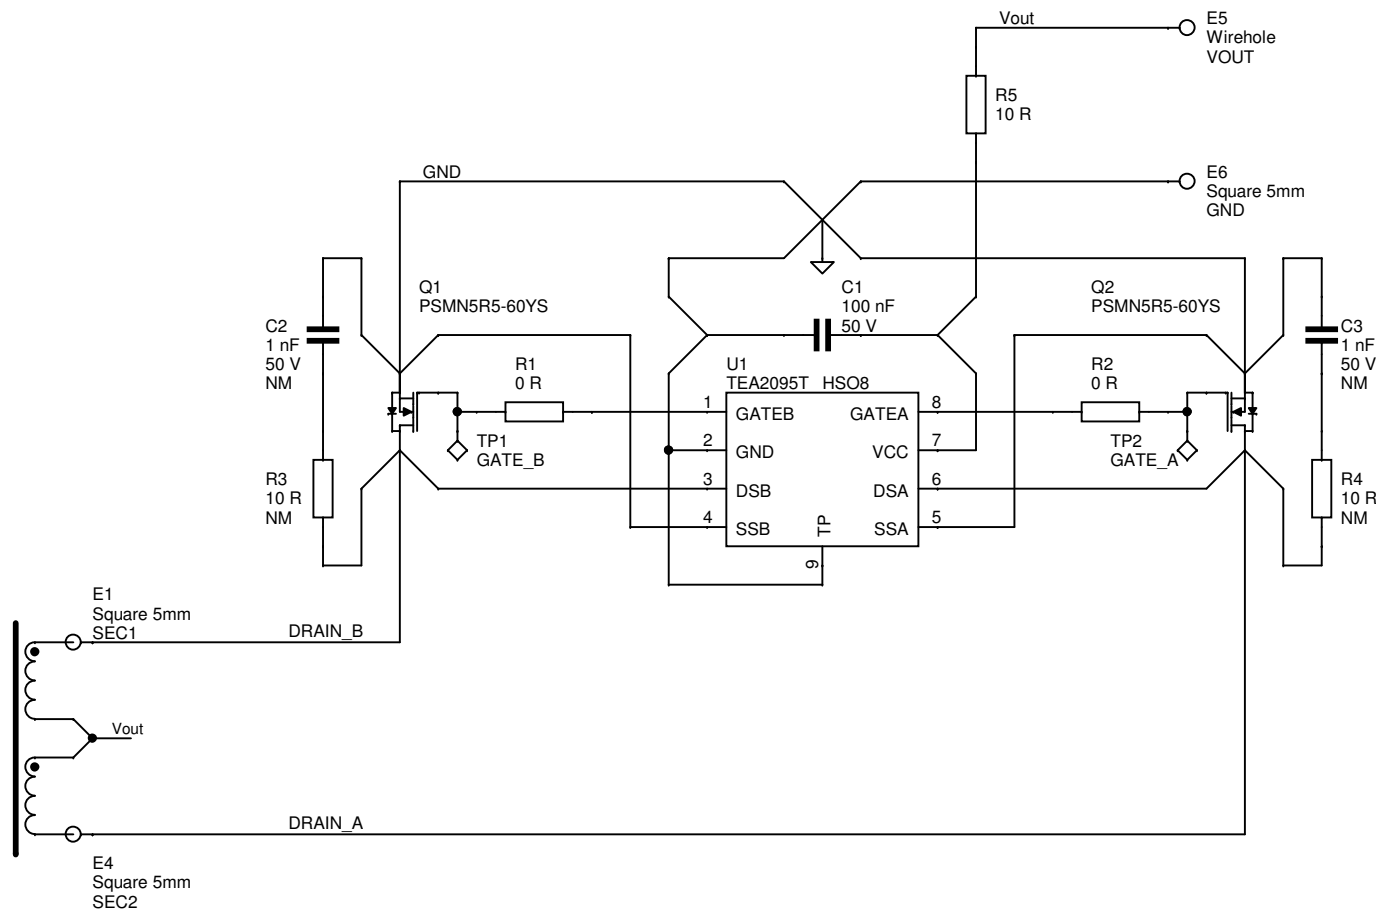 Vout
E5
Wirehole
VOUT
R5
10 R
GND
E6
Square 5mm
GND
Q1
PSMN5R5-60YS
C1
100 nF
50 V
Q2
PSMN5R5-60YS
C2
1 nF
50 V
NM
C3
1 nF
50 V
NM
R1
0 R
U1
TEA2095T HSO8
R2
0 R
1 GATEB
GATEA 8
2 GND
VCC 7
3 DSB
DSA 6
4 SSB
SSA 5
TP
9
TP1
GATE_B
TP2
GATE_A
R3
10 R
NM
R4
10 R
NM
E1
Square 5mm
SEC1
DRAIN_B
Vout
DRAIN_A
E4
Square 5mm
SEC2